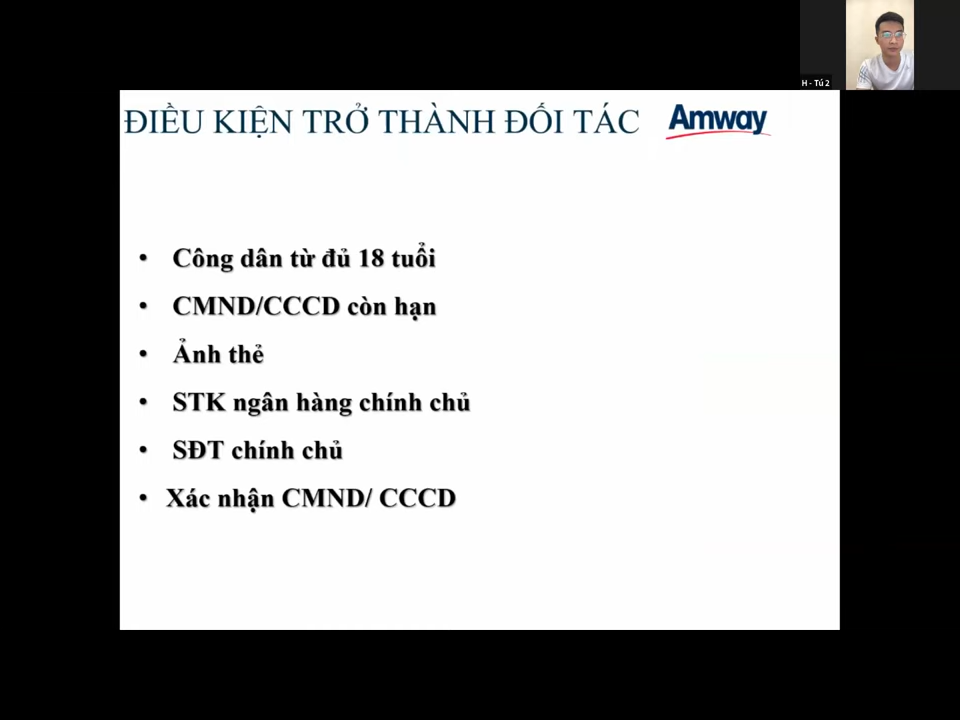 H - Tú 2
ĐIỀU KIỆN TRỞ THÀNH ĐỐI TÁC Amway
• Công dân từ đủ 18 tuổi
• CMND/CCCD còn hạn
• Ảnh thẻ
• STK ngân hàng chính chủ
• SĐT chính chủ
• Xác nhận CMND/ CCCD